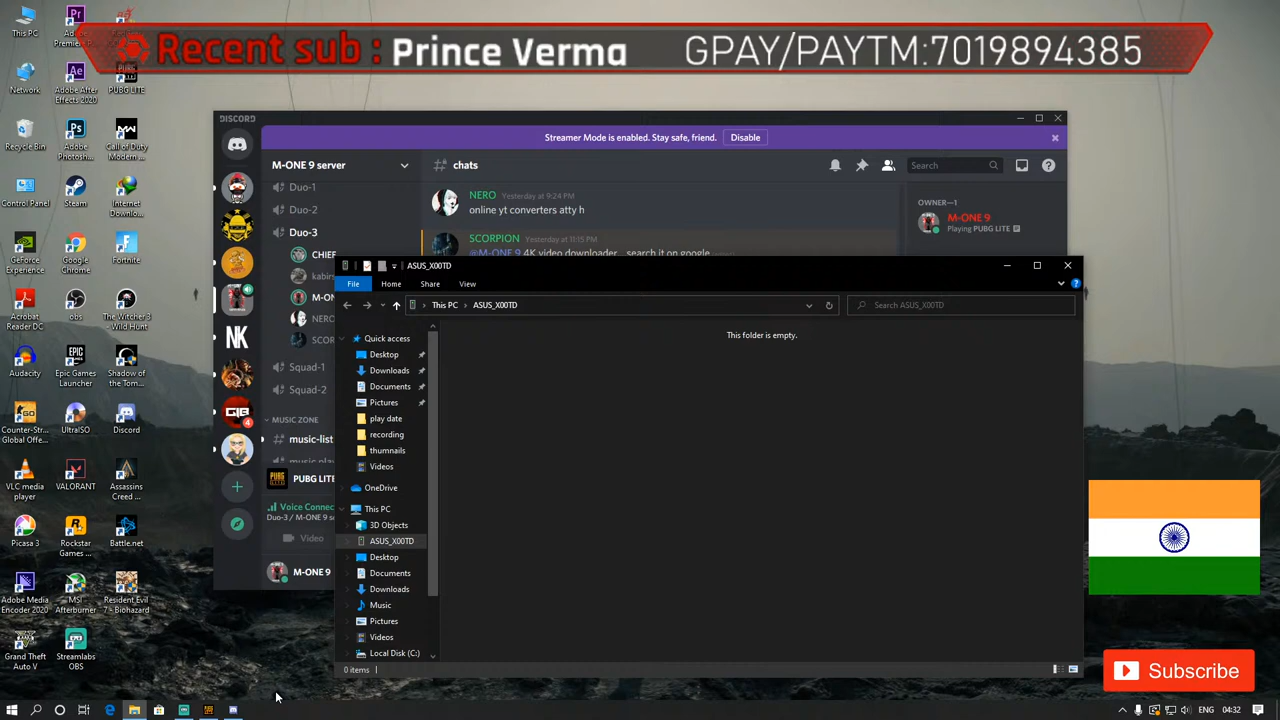 Recent sub : Prince Verma GPAY/PAYTM:7019894385
This PC
Adobe Premiere P...
Network
Adobe After Effects 2020
PUBG LITE
Recycle Bin
Adobe Photosh...
Call of Duty Modern ...
Control Panel
Steam
Internet Downlo...
GeForce Experience
Google Chrome
Fortnite
Acrobat Reader DC
obs
The Witcher 3 - Wild Hunt
Audacity
Epic Games Launcher
Shadow of the Tom...
Counter-Str... Global Offe...
UltraISO
Discord
VLC media player
VALORANT
Assassins Creed ...
Picasa 3
Rockstar Games ...
Battle.net
Adobe Media Encoder 2020
MSI Afterburner
Resident Evil 7 - Biohazard
Grand Theft Auto V
Streamlabs OBS
DISCORD
Streamer Mode is enabled. Stay safe, friend. Disable
M-ONE 9 server
chats
Search
Duo-1
Duo-2
Duo-3
CHIEF
kabir
M-ON
NERO
SCOR
Squad-1
Squad-2
MUSIC ZONE
# music-list
music play
PUBG LITE
Voice Connec
Duo-3 / M-ONE 9 se
Video
M-ONE 9
NK
GIB
4
NERO Yesterday at 9:24 PM
online yt converters atty h
SCORPION Yesterday at 11:15 PM
@M-ONE 9 4K video downloader...search it on google
OWNER—1
M-ONE 9
Playing PUBG LITE
ASUS_X00TD
File Home Share View
This PC > ASUS_X00TD
Search ASUS_X00TD
This folder is empty.
Quick access
Desktop
Downloads
Documents
Pictures
play date
recording
thumnails
Videos
OneDrive
This PC
3D Objects
ASUS_X00TD
Desktop
Documents
Downloads
Music
Pictures
Videos
Local Disk (C:)
0 items
Subscribe
ENG 04:32